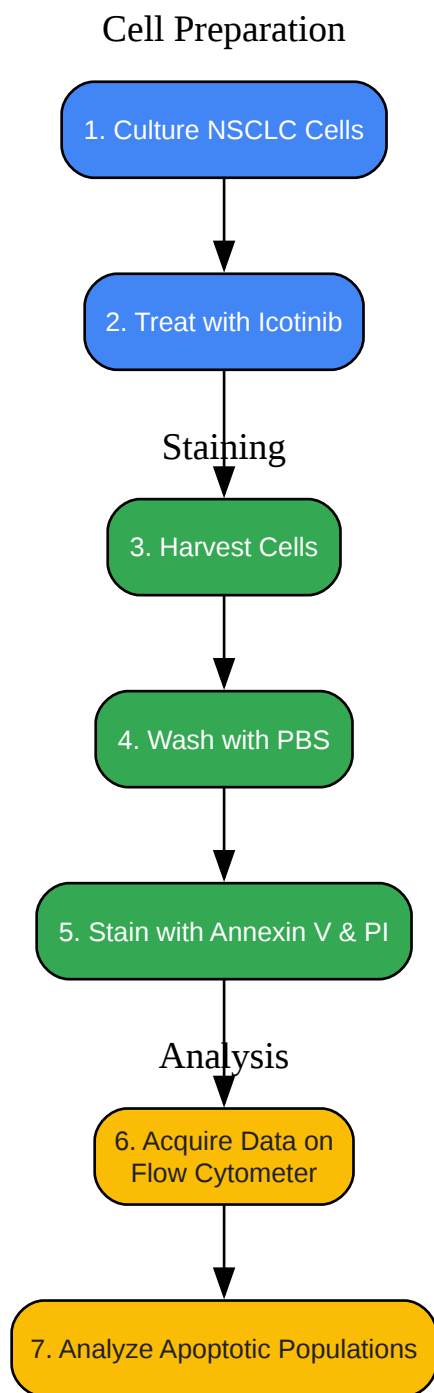 Cell Preparation
1. Culture NSCLC Cells
2. Treat with Icotinib
Staining
3. Harvest Cells
4. Wash with PBS
5. Stain with Annexin V & PI
Analysis
6. Acquire Data on
Flow Cytometer
7. Analyze Apoptotic Populations